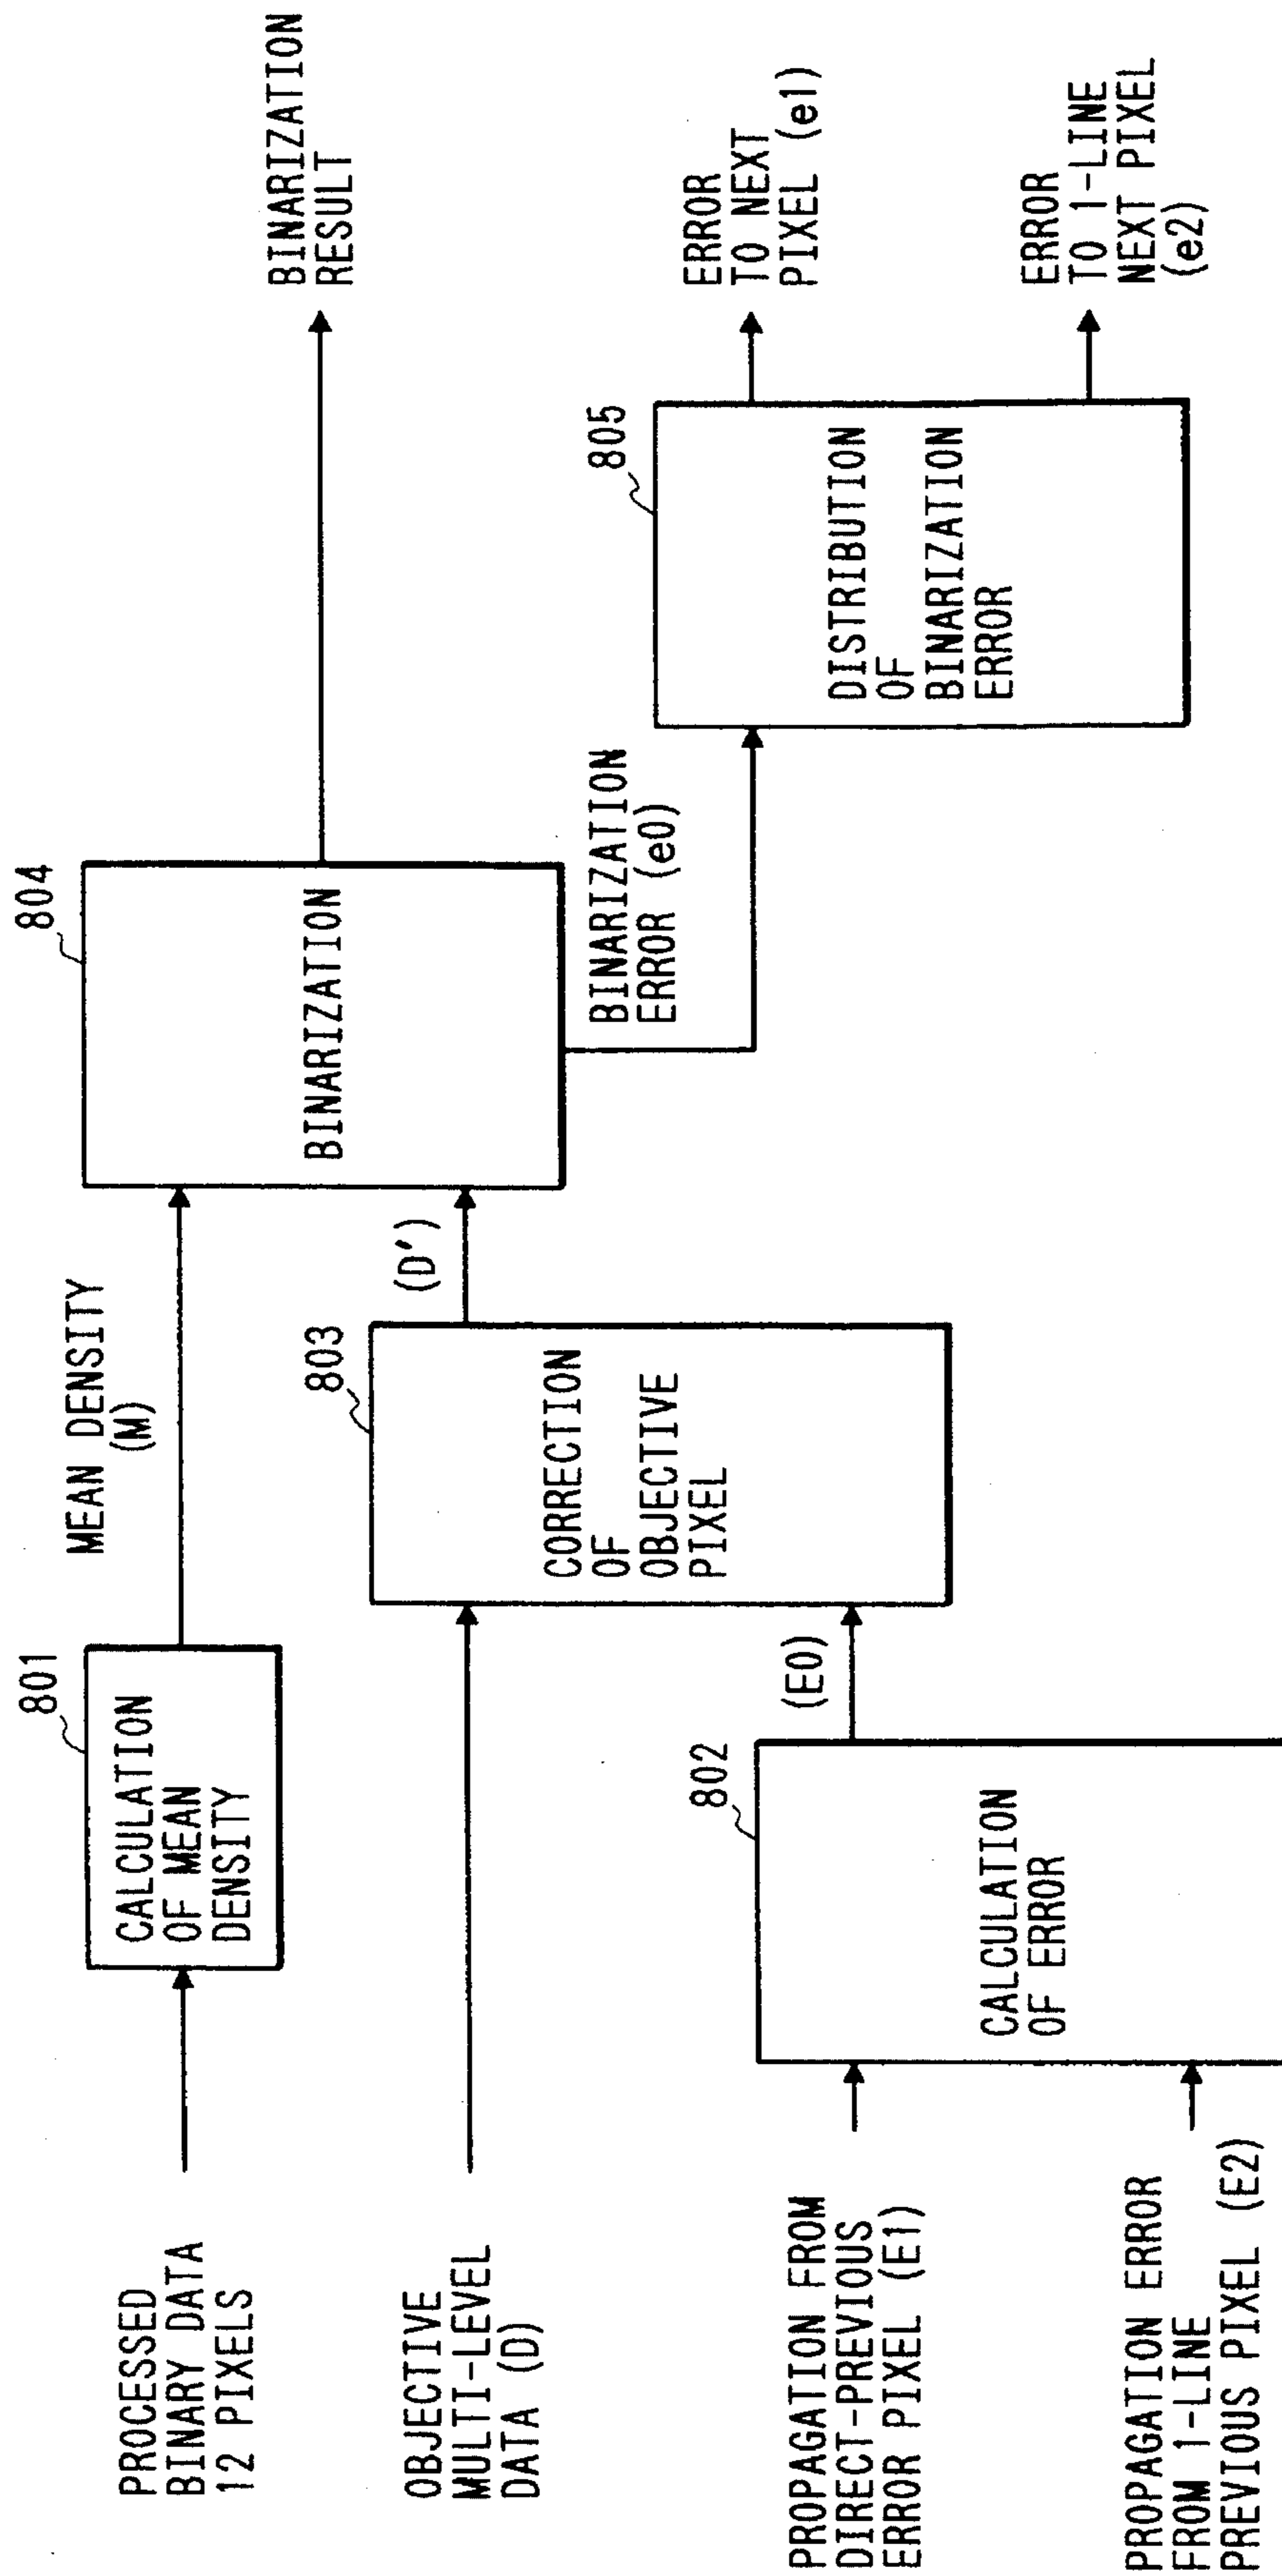 PROCESSED
BINARY DATA
12 PIXELS
801
CALCULATION
OF MEAN
DENSITY
MEAN DENSITY
(M)
804
BINARIZATION
BINARIZATION
RESULT
OBJECTIVE
MULTI-LEVEL
DATA (D)
803
CORRECTION
OF
OBJECTIVE
PIXEL
(D′)
BINARIZATION
ERROR (e0)
805
DISTRIBUTION
OF
BINARIZATION
ERROR
ERROR
TO NEXT
PIXEL (e1)
ERROR
TO 1-LINE
NEXT PIXEL
(e2)
PROPAGATION FROM
DIRECT-PREVIOUS
ERROR PIXEL (E1)
PROPAGATION ERROR
FROM 1-LINE
PREVIOUS PIXEL (E2)
802
CALCULATION
OF ERROR
(E0)